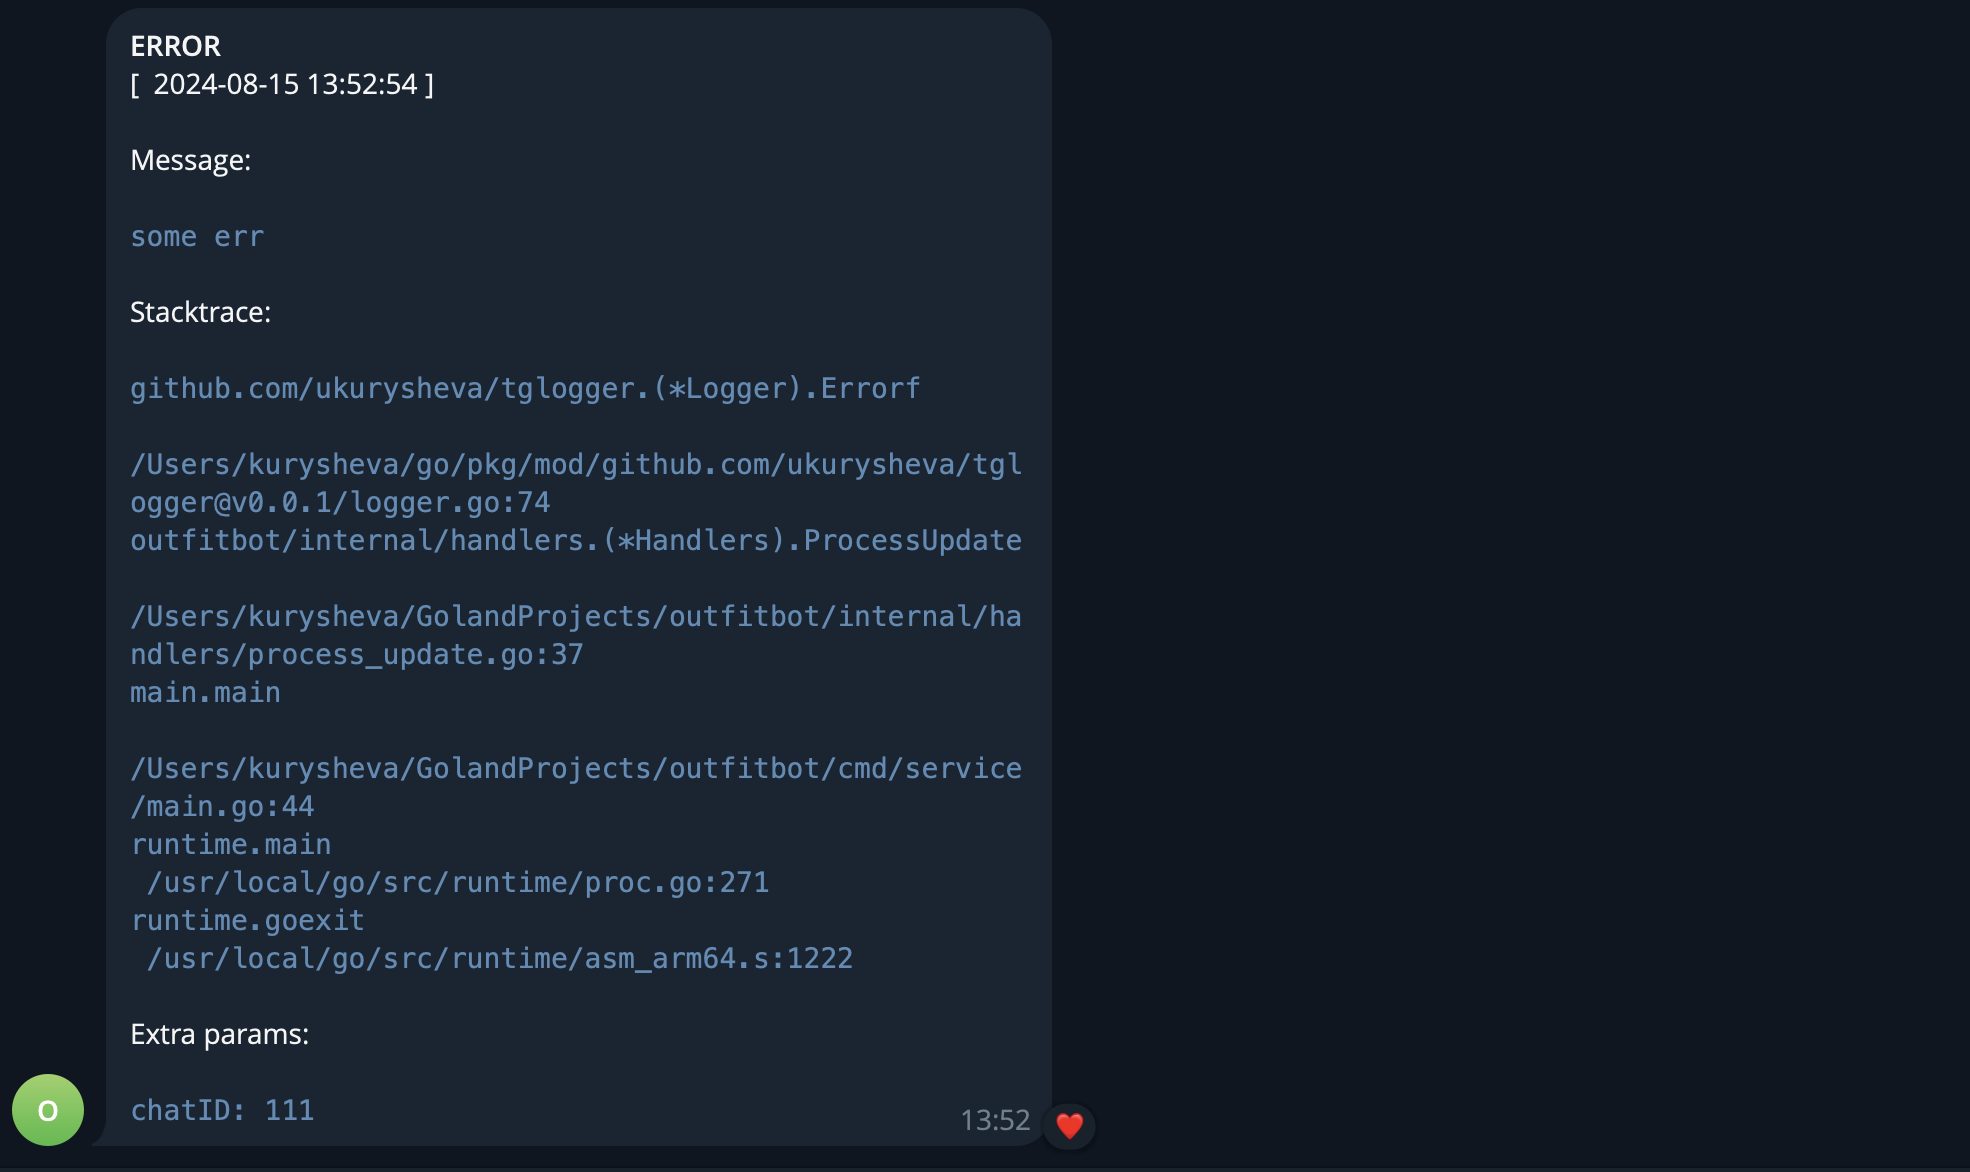 ERROR
[  2024-08-15 13:52:54 ]
Message:
some err
Stacktrace:
github.com/ukurysheva/tglogger.(*Logger).Errorf
/Users/kurysheva/go/pkg/mod/github.com/ukurysheva/tgl
ogger@v0.0.1/logger.go:74
outfitbot/internal/handlers.(*Handlers).ProcessUpdate
/Users/kurysheva/GolandProjects/outfitbot/internal/ha
ndlers/process_update.go:37
main.main
/Users/kurysheva/GolandProjects/outfitbot/cmd/service
/main.go:44
runtime.main
 /usr/local/go/src/runtime/proc.go:271
runtime.goexit
 /usr/local/go/src/runtime/asm_arm64.s:1222
Extra params:
chatID: 111
13:52
O